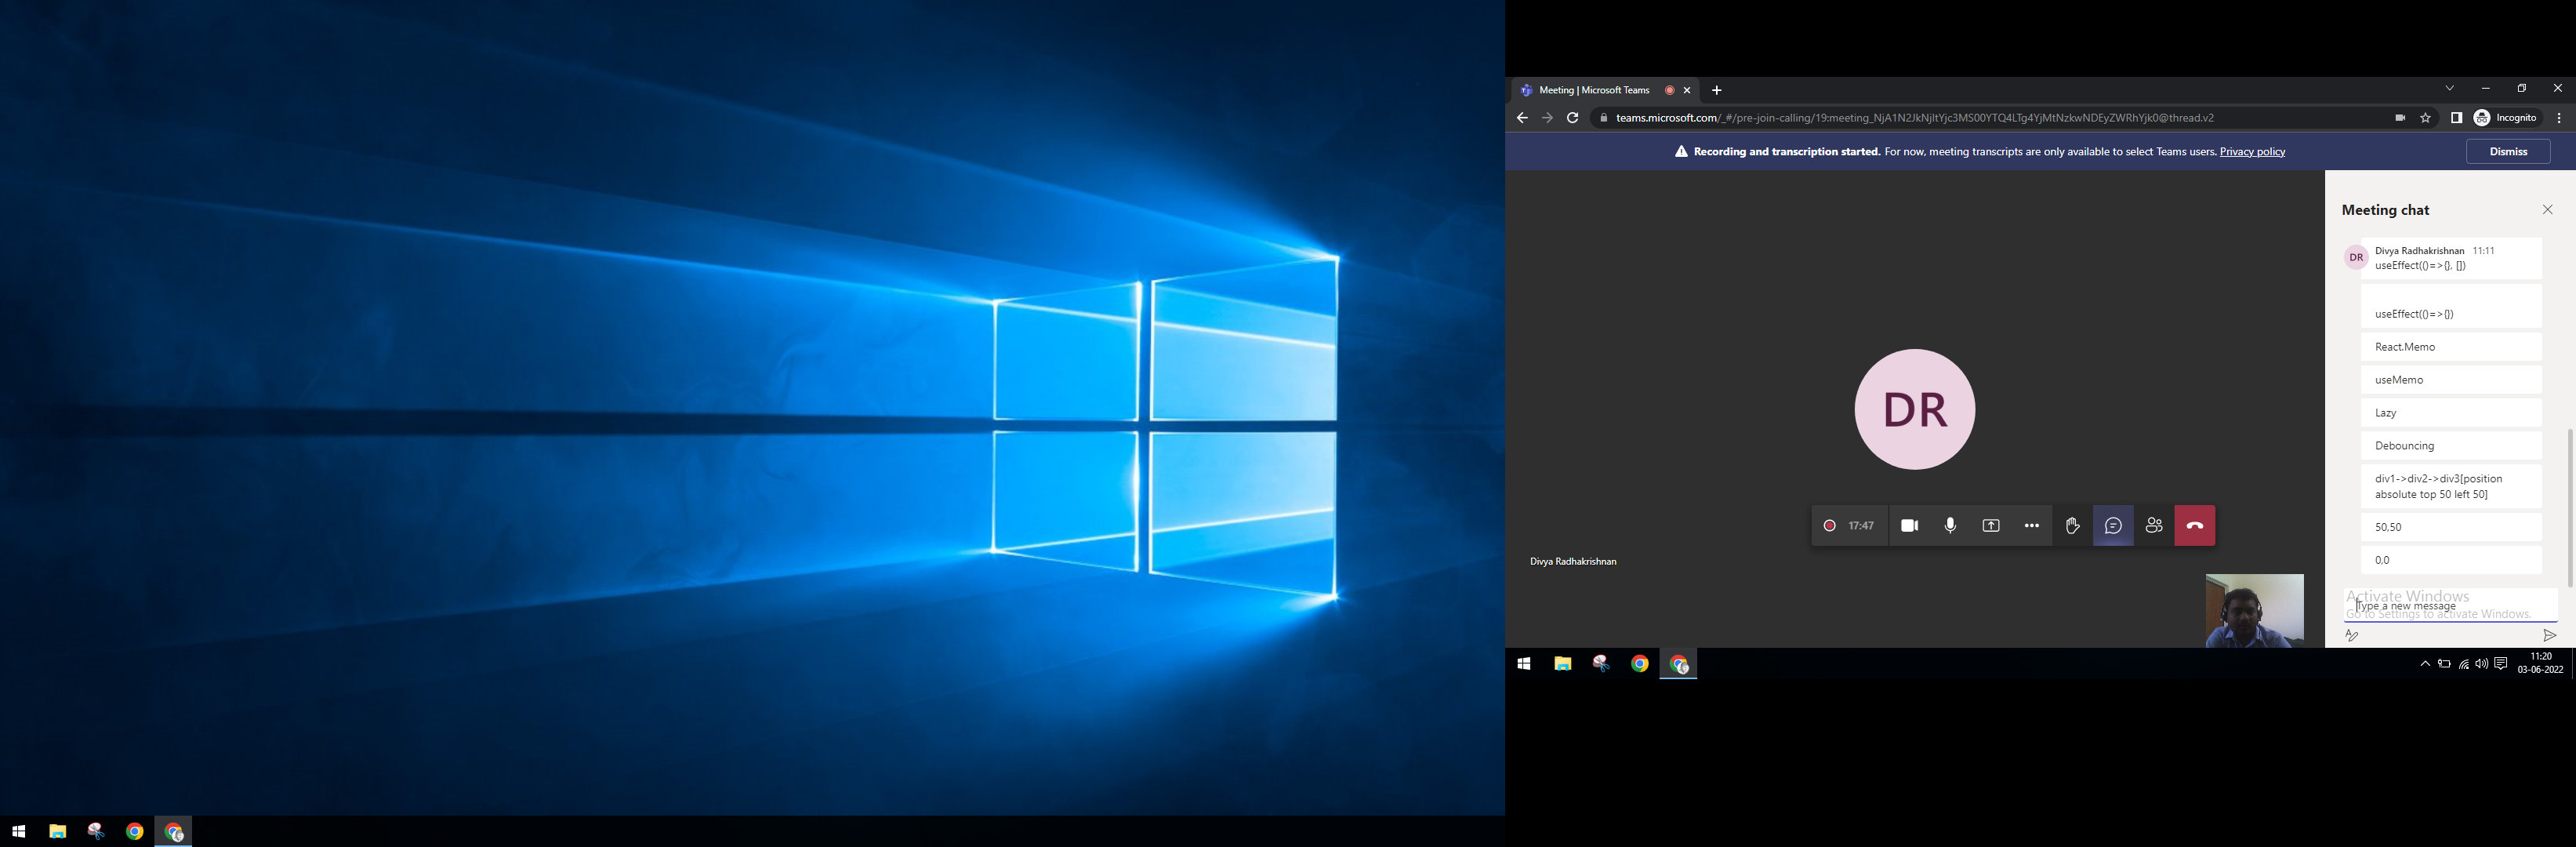 Meeting | Microsoft Teams
teams.microsoft.com/_#/pre-join-calling/19:meeting_NjA1N2JkNjltYjc3MS00YTQ4LTg4YjMtNzkwNDEyZWRhYjk0@thread.v2
Incognito
Recording and transcription started. For now, meeting transcripts are only available to select Teams users. Privacy policy
Dismiss
Meeting chat
DR
Divya Radhakrishnan 11:11
useEffect(()=>{}, [])
useEffect(()=>{})
React.Memo
useMemo
Lazy
Debouncing
div1->div2->div3[position
absolute top 50 left 50]
50,50
0,0
DR
17:47
Divya Radhakrishnan
Activate Windows
Type a new message
Go to Settings to activate Windows.
11:20
03-06-2022